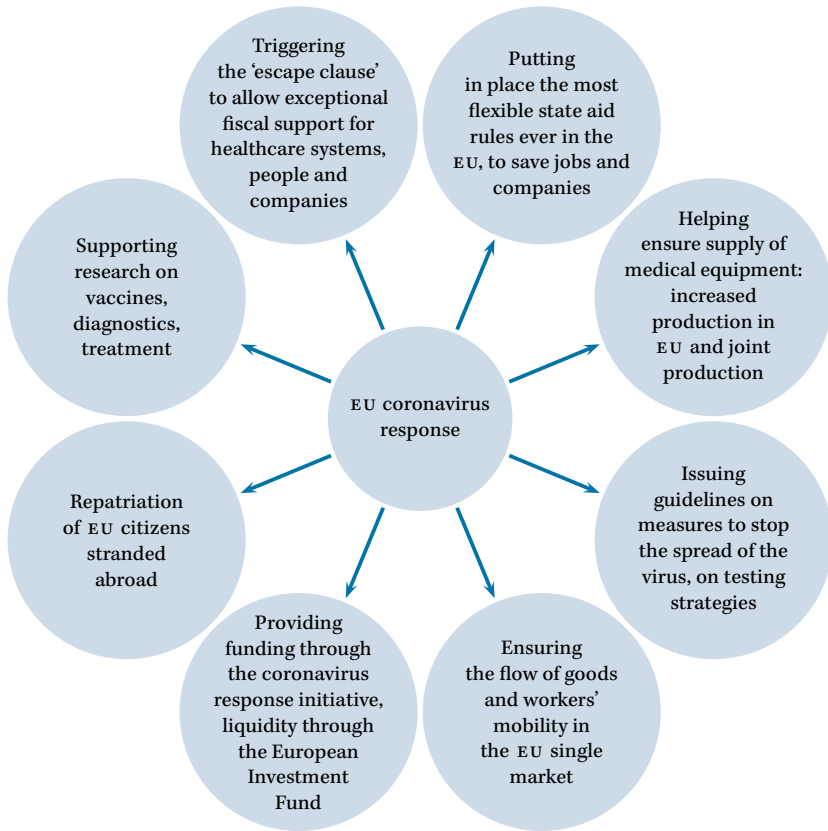 Triggering
the ‘escape clause’
to allow exceptional
fiscal support for
healthcare systems,
people and
companies
Putting
in place the most
flexible state aid
rules ever in the
EU, to save jobs and
companies
Helping
ensure supply of
medical equipment:
increased
production in
EU and joint
production
Issuing
guidelines on
measures to stop
the spread of the
virus, on testing
strategies
Ensuring
the flow of goods
and workers’
mobility in
the EU single
market
Providing
funding through
the coronavirus
response initiative,
liquidity through
the European
Investment
Fund
Repatriation
of EU citizens
stranded
abroad
Supporting
research on
vaccines,
diagnostics,
treatment
EU coronavirus
response